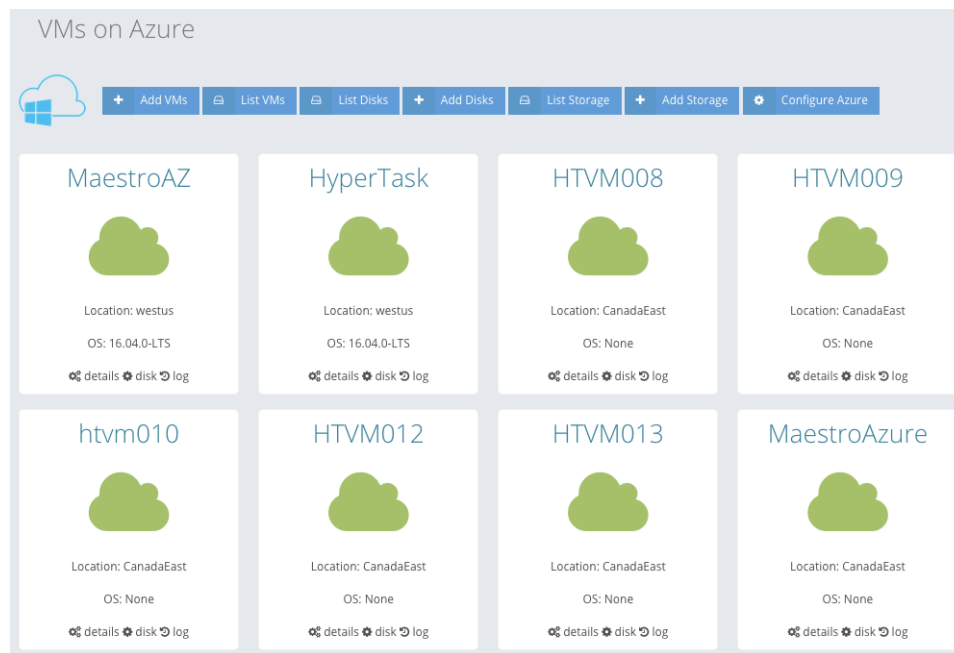 VMs on Azure
Add VMs List VMs List Disks Add Disks List Storage Add Storage Configure Azure
MaestroAZ HyperTask HTVM008 HTVM009
Location: westus Location: westus Location: CanadaEast Location: CanadaEast
OS: 16.04.0-LTS OS: 16.04.0-LTS OS: None OS: None
details disk log details disk log details disk log details disk log
htvm010 HTVM012 HTVM013 MaestroAzure
Location: CanadaEast Location: CanadaEast Location: CanadaEast Location: CanadaEast
OS: None OS: None OS: None OS: None
details disk log details disk log details disk log details disk log